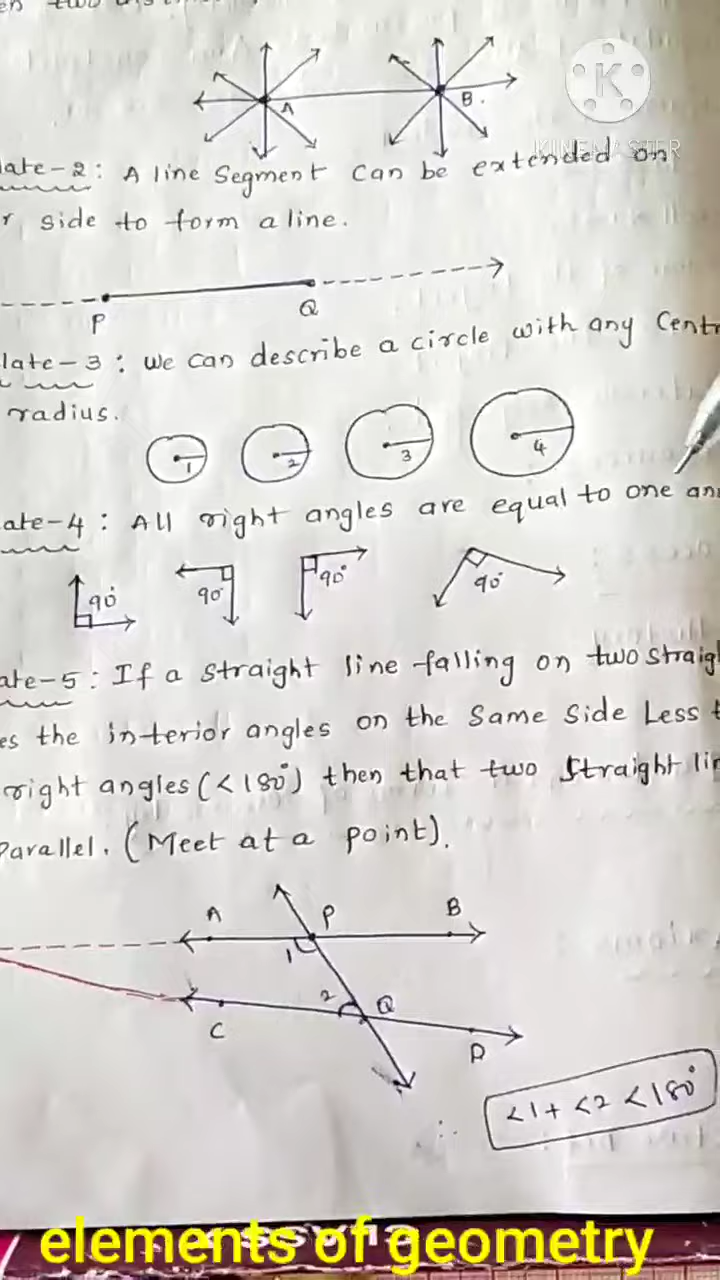 A B.
KINEMASTER
late-2: A line Segment can be extended on
r side to form a line.
P Q
late-3: we can describe a circle with any Centr
radius.
1 2 3 4
ate-4: All right angles are equal to one an
90° 90° 90° 90°
ate-5: If a straight line falling on two straig
es the interior angles on the Same Side Less t
right angles (<180°) then that two Straight lin
Parallel. (Meet at a point).
A P B
1
2 Q
C D
∴ <1+ <2 <180°
elements of geometry